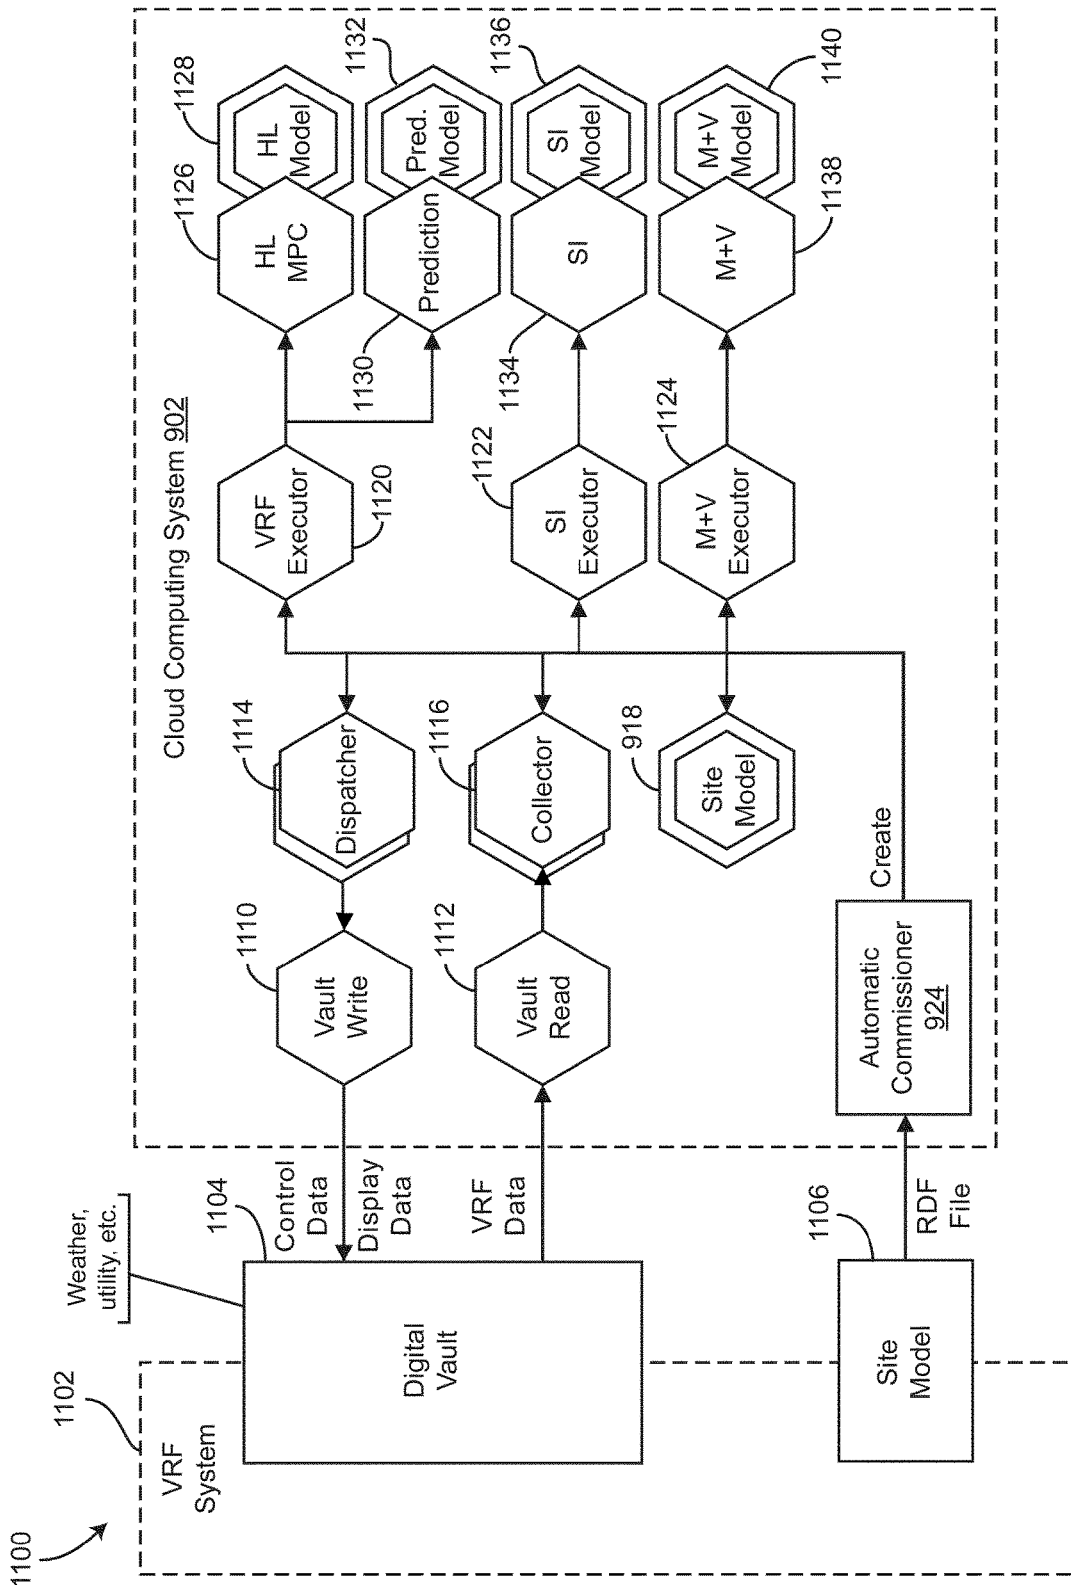 1100
1102
VRF
System
Weather,
utility, etc.
1104
Digital
Vault
Control
Data
Display
Data
VRF
Data
1106
Site
Model
RDF
File
Cloud Computing System 902
1110
Vault
Write
1112
Vault
Read
Automatic
Commissioner
924
Create
1114
Dispatcher
1116
Collector
918
Site
Model
VRF
Executor
1120
1122
SI
Executor
1124
M+V
Executor
1126
HL
MPC
1128
HL
Model
1130
Prediction
1132
Pred.
Model
1134
SI
1136
SI
Model
1138
M+V
1140
M+V
Model